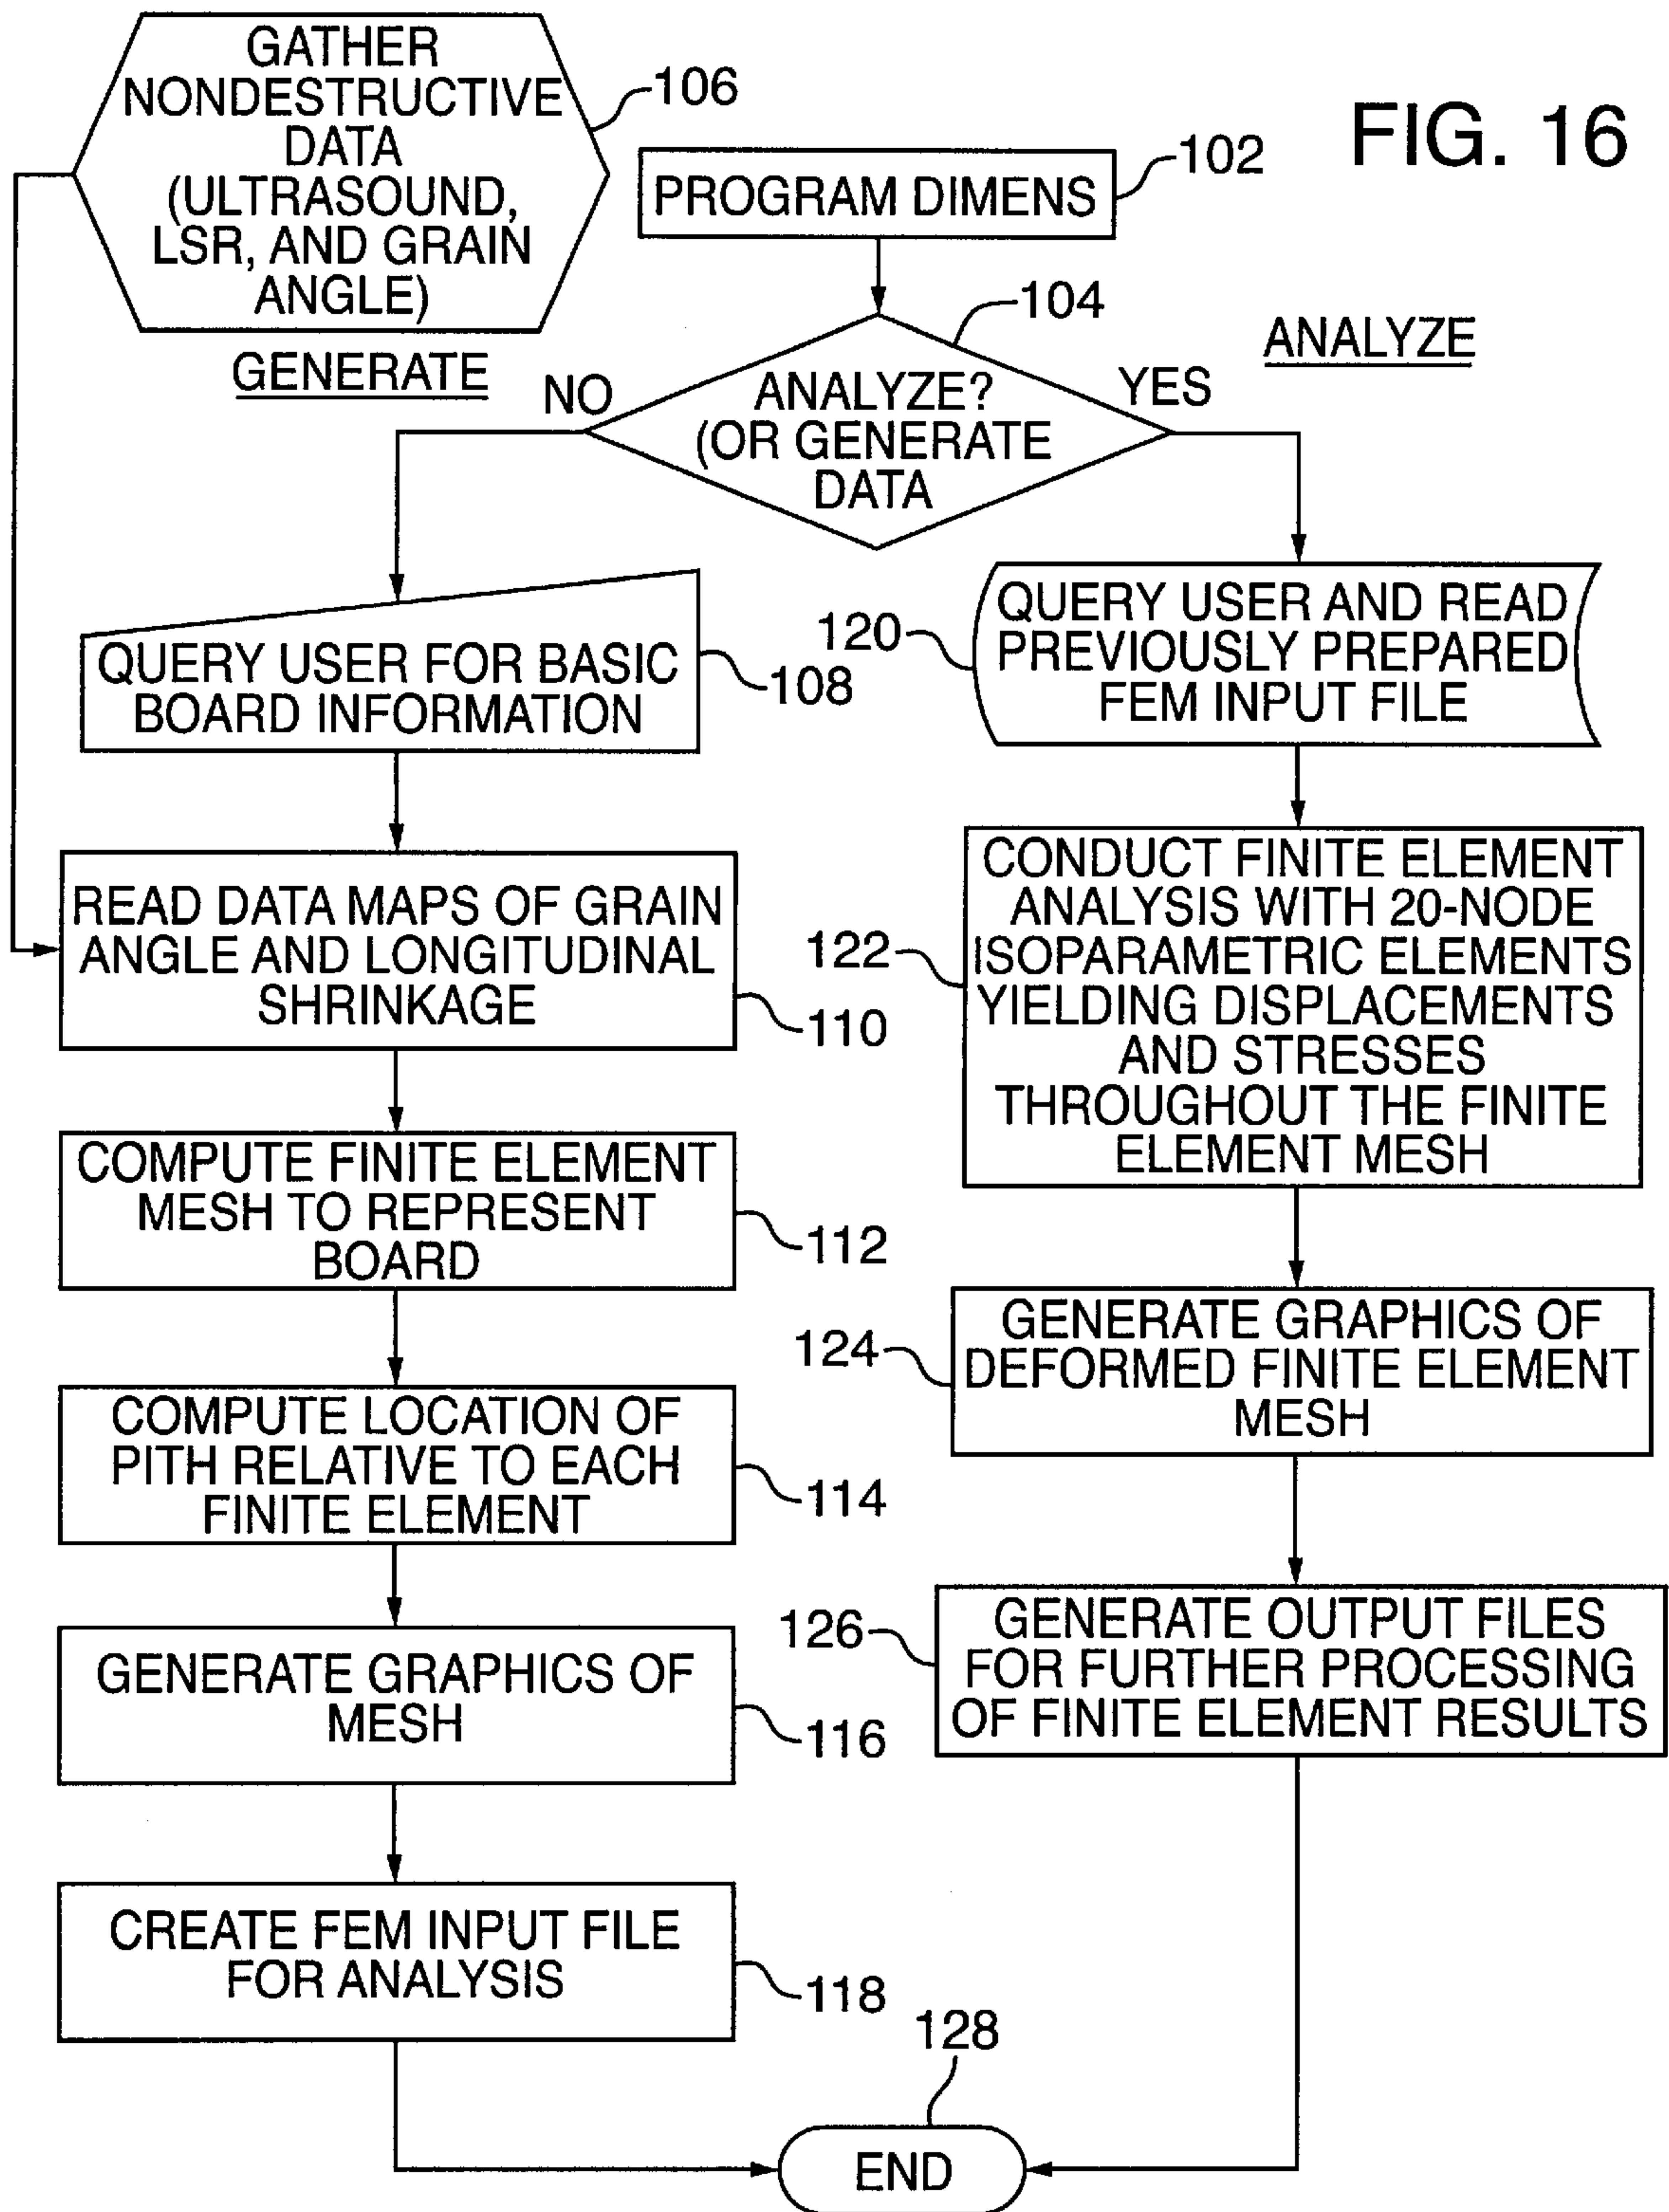 FIG. 16
GATHER
NONDESTRUCTIVE
DATA
(ULTRASOUND,
LSR, AND GRAIN
ANGLE)
106
PROGRAM DIMENS
102
104
GENERATE
ANALYZE
NO
ANALYZE?
(OR GENERATE
DATA
YES
QUERY USER FOR BASIC
BOARD INFORMATION
108
READ DATA MAPS OF GRAIN
ANGLE AND LONGITUDINAL
SHRINKAGE
110
COMPUTE FINITE ELEMENT
MESH TO REPRESENT
BOARD
112
COMPUTE LOCATION OF
PITH RELATIVE TO EACH
FINITE ELEMENT
114
GENERATE GRAPHICS OF
MESH
116
CREATE FEM INPUT FILE
FOR ANALYSIS
118
120
QUERY USER AND READ
PREVIOUSLY PREPARED
FEM INPUT FILE
122
CONDUCT FINITE ELEMENT
ANALYSIS WITH 20-NODE
ISOPARAMETRIC ELEMENTS
YIELDING DISPLACEMENTS
AND STRESSES
THROUGHOUT THE FINITE
ELEMENT MESH
124
GENERATE GRAPHICS OF
DEFORMED FINITE ELEMENT
MESH
126
GENERATE OUTPUT FILES
FOR FURTHER PROCESSING
OF FINITE ELEMENT RESULTS
128
END